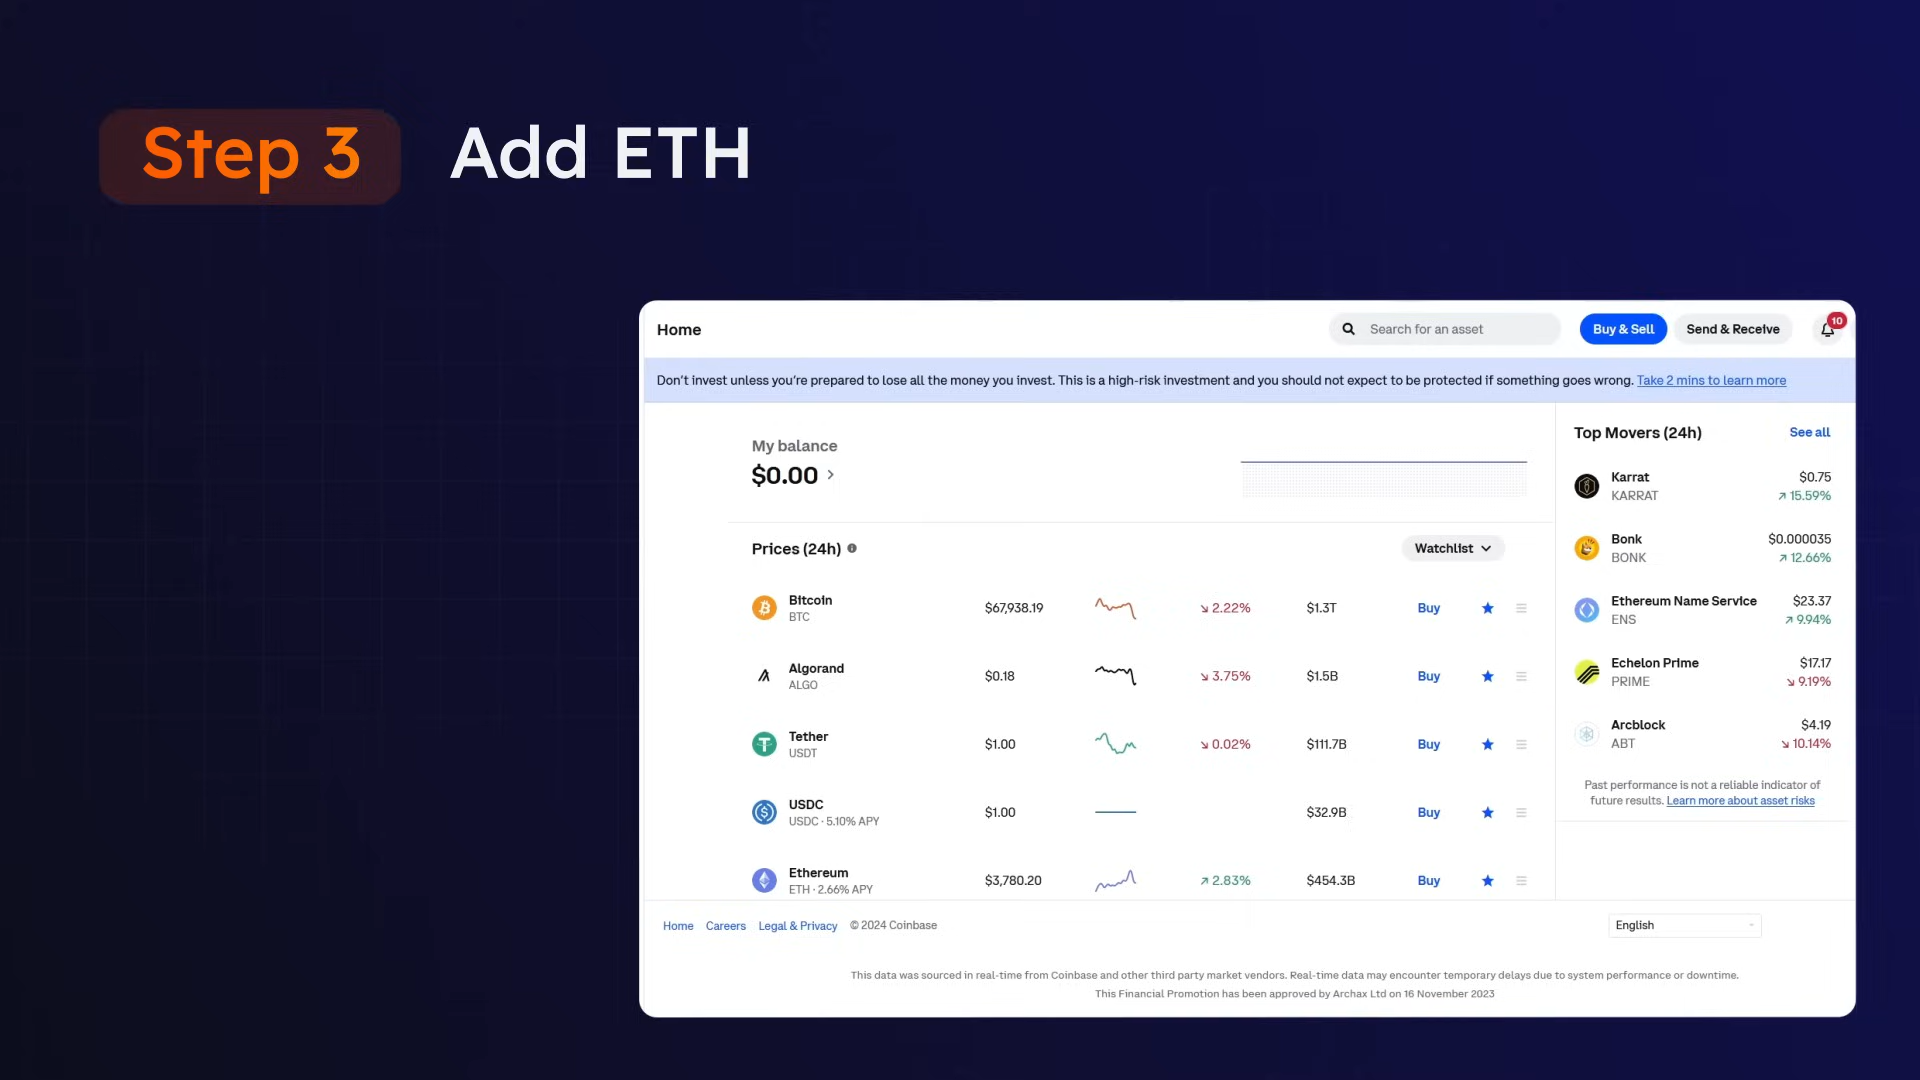 Step 3 Add ETH
Home
Search for an asset
Buy & Sell
Send & Receive
10
Don't invest unless you're prepared to lose all the money you invest. This is a high-risk investment and you should not expect to be protected if something goes wrong. Take 2 mins to learn more
My balance
$0.00
Prices (24h)
Watchlist
Bitcoin
BTC
$67,938.19
↘ 2.22%
$1.3T
Buy
Algorand
ALGO
$0.18
↘ 3.75%
$1.5B
Buy
Tether
USDT
$1.00
↘ 0.02%
$111.7B
Buy
USDC
USDC · 5.10% APY
$1.00
$32.9B
Buy
Ethereum
ETH · 2.66% APY
$3,780.20
↗ 2.83%
$454.3B
Buy
Top Movers (24h)
See all
Karrat
KARRAT
$0.75
↗ 15.59%
Bonk
BONK
$0.000035
↗ 12.66%
Ethereum Name Service
ENS
$23.37
↗ 9.94%
Echelon Prime
PRIME
$17.17
↘ 9.19%
Arcblock
ABT
$4.19
↘ 10.14%
Past performance is not a reliable indicator of
future results. Learn more about asset risks
Home
Careers
Legal & Privacy
© 2024 Coinbase
English
This data was sourced in real-time from Coinbase and other third party market vendors. Real-time data may encounter temporary delays due to system performance or downtime.
This Financial Promotion has been approved by Archax Ltd on 16 November 2023